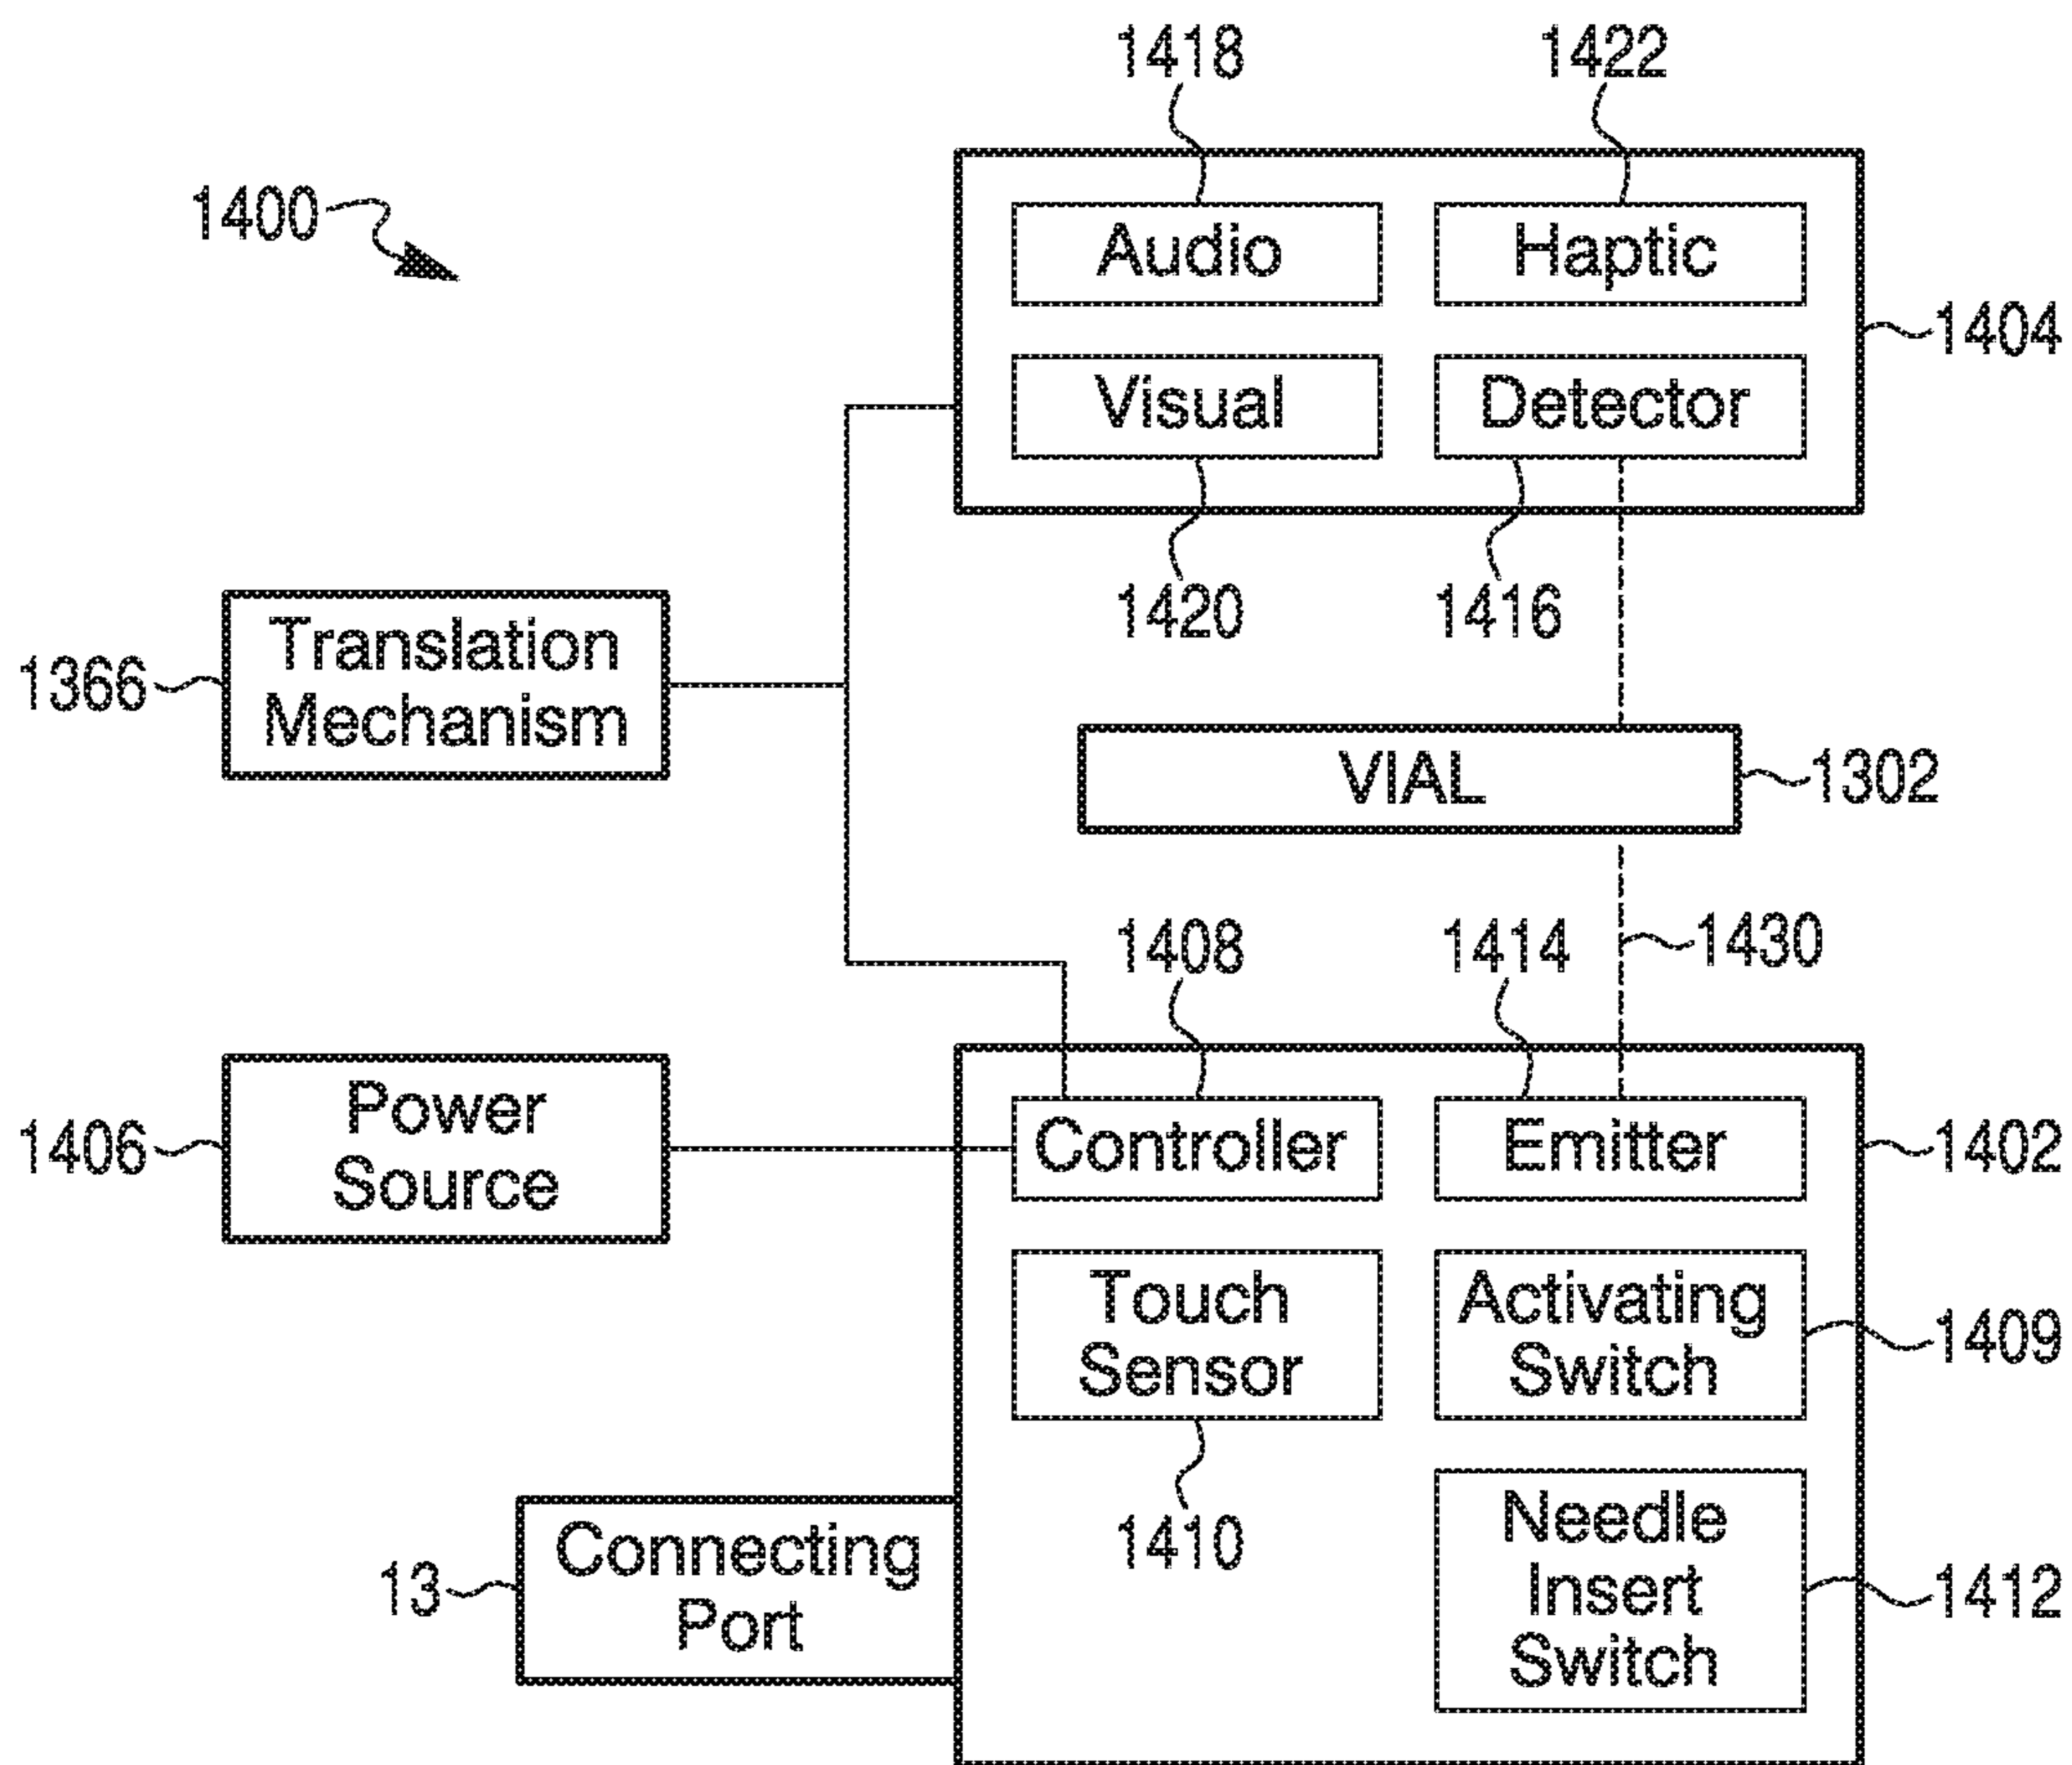 1418
1422
1400
Audio
Haptic
1404
Visual
Detector
1420
1416
Translation
Mechanism
1366
VIAL
1302
1408
1414
1430
Power
Source
1406
Controller
Emitter
1402
Touch
Sensor
Activating
Switch
1409
1410
Connecting
Port
13
Needle
Insert
Switch
1412